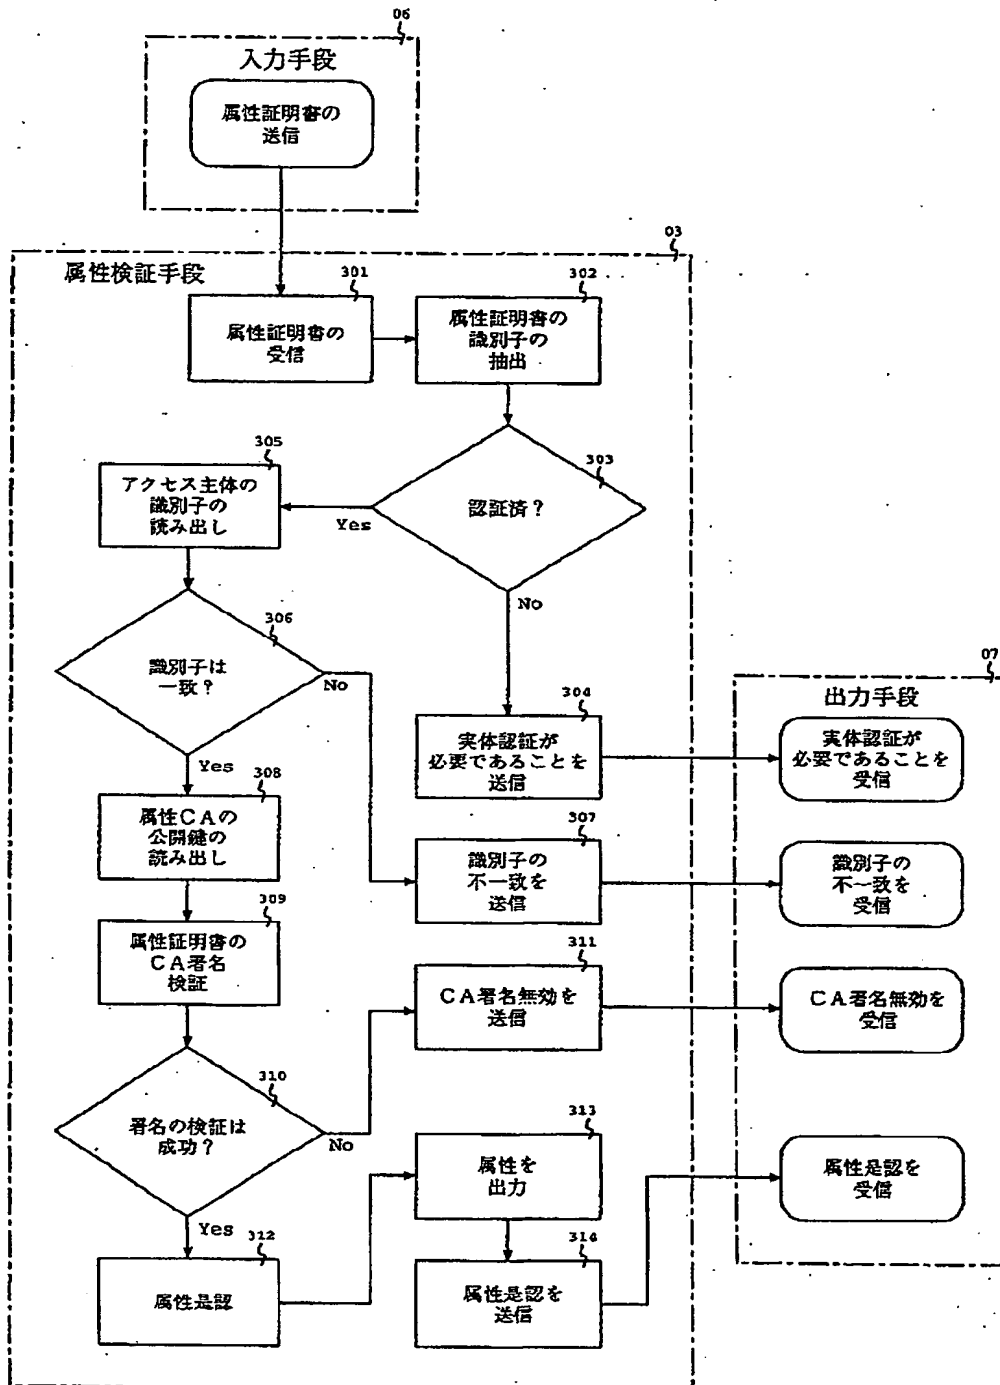 06
入力手段
属性証明書の
送信
03
属性検証手段
301
属性証明書の
受信
302
属性証明書の
識別子の
抽出
303
認証済？
Yes
No
305
アクセス主体の
識別子の
読み出し
306
識別子は
一致？
No
Yes
304
実体認証が
必要であることを
送信
07
出力手段
実体認証が
必要であることを
受信
308
属性CAの
公開鍵の
読み出し
307
識別子の
不一致を
送信
識別子の
不一致を
受信
309
属性証明書の
CA署名
検証
311
CA署名無効を
送信
CA署名無効を
受信
310
署名の検証は
成功？
No
Yes
313
属性を
出力
属性是認を
受信
312
属性是認
314
属性是認を
送信